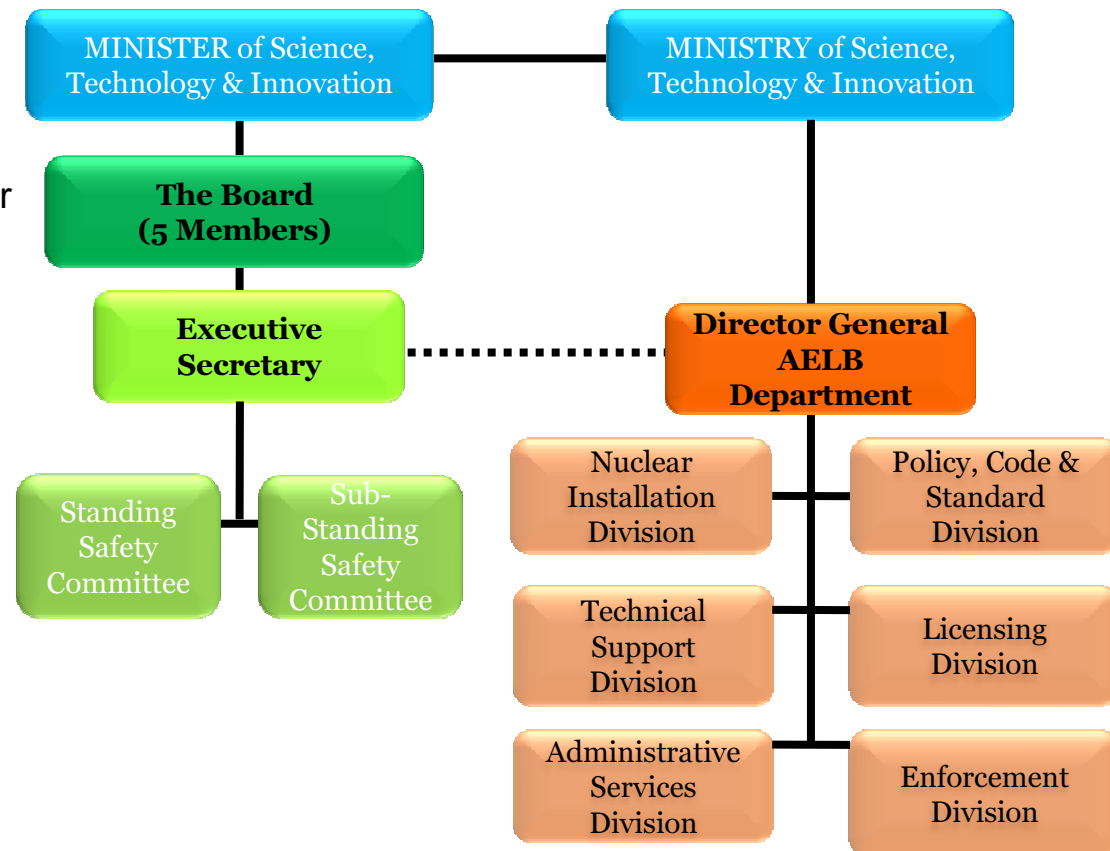 MINISTER of Science,
Technology & Innovation
MINISTRY of Science,
Technology & Innovation
r
The Board
(5 Members)
Executive
Secretary
Director General
AELB
Department
Standing
Safety
Committee
Sub-
Standing
Safety
Committee
Nuclear
Installation
Division
Policy, Code &
Standard
Division
Technical
Support
Division
Licensing
Division
Administrative
Services
Division
Enforcement
Division